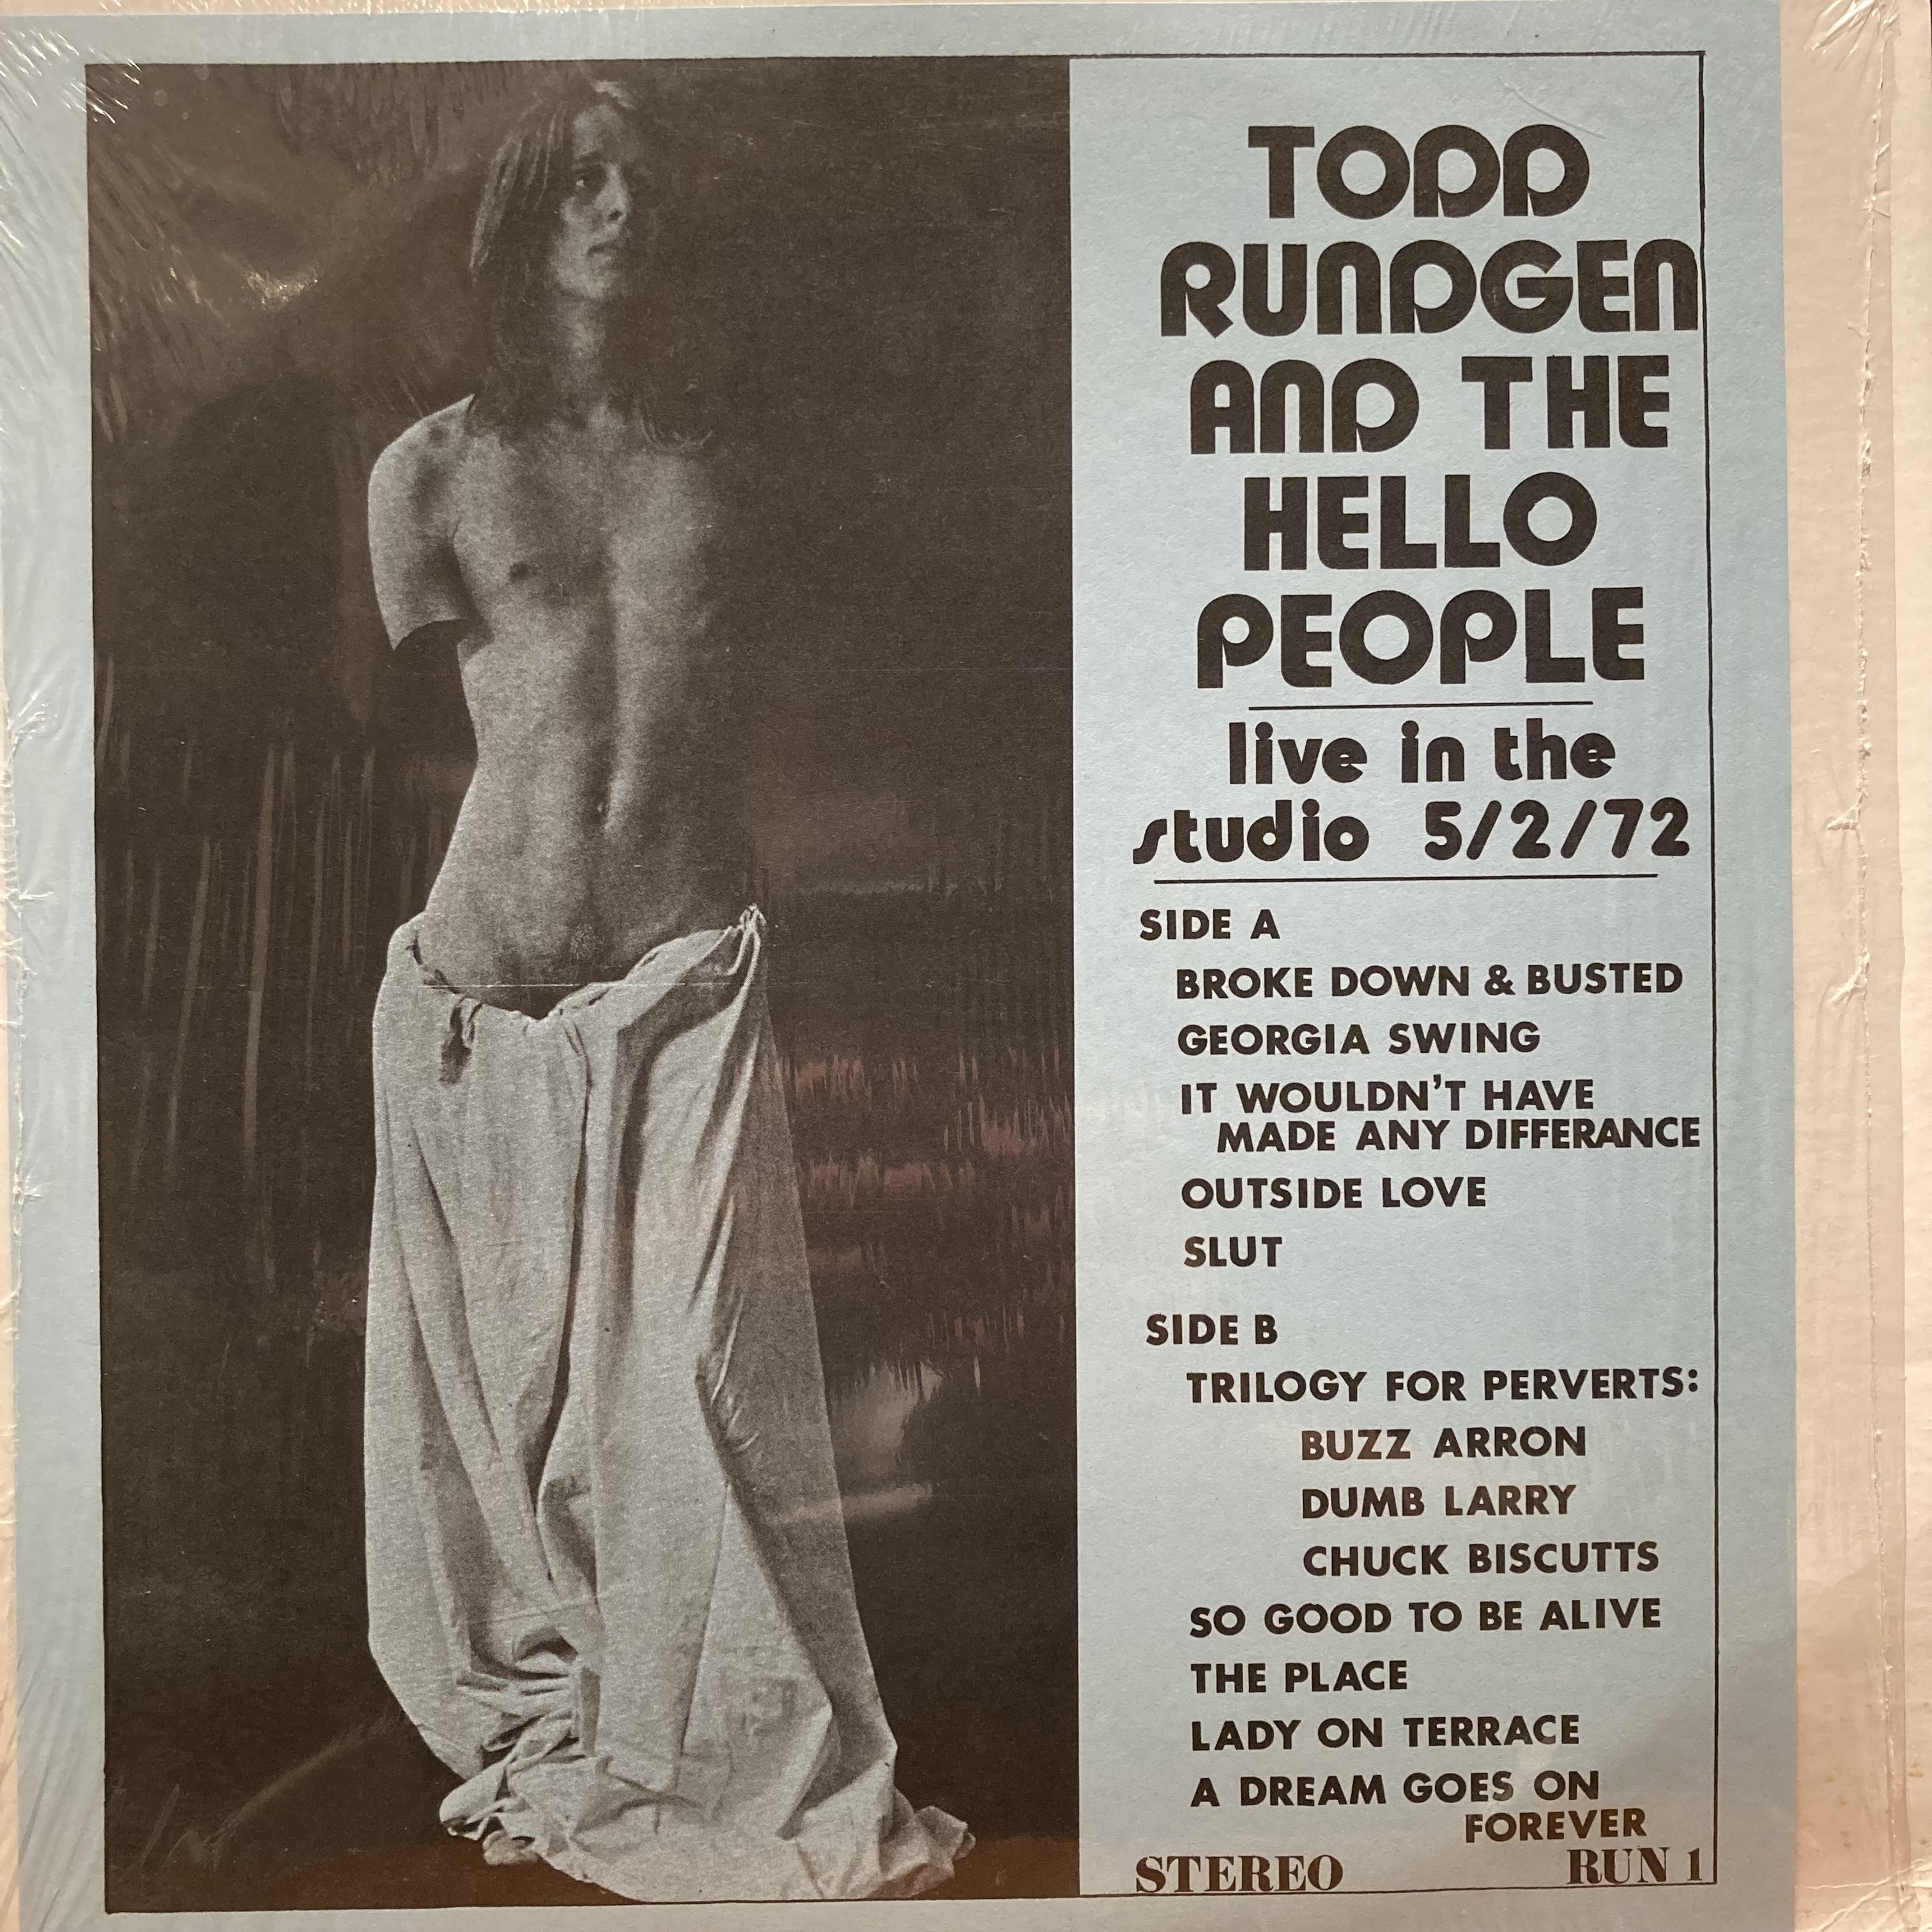 TODD
RUNDGEN
AND THE
HELLO
PEOPLE
live in the
studio 5/2/72
SIDE A
BROKE DOWN & BUSTED
GEORGIA SWING
IT WOULDN'T HAVE
MADE ANY DIFFERANCE
OUTSIDE LOVE
SLUT
SIDE B
TRILOGY FOR PERVERTS:
BUZZ ARRON
DUMB LARRY
CHUCK BISCUTTS
SO GOOD TO BE ALIVE
THE PLACE
LADY ON TERRACE
A DREAM GOES ON
FOREVER
STEREO RUN 1